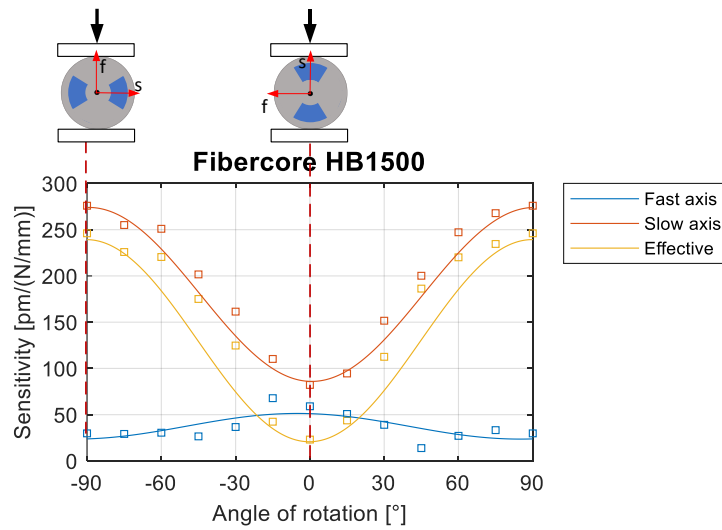 f
s
s
f
Fibercore HB1500
300
250
200
150
100
50
0
Sensitivity [pm/(N/mm)]
-90
-60
-30
0
30
60
90
Angle of rotation [°]
Fast axis
Slow axis
Effective